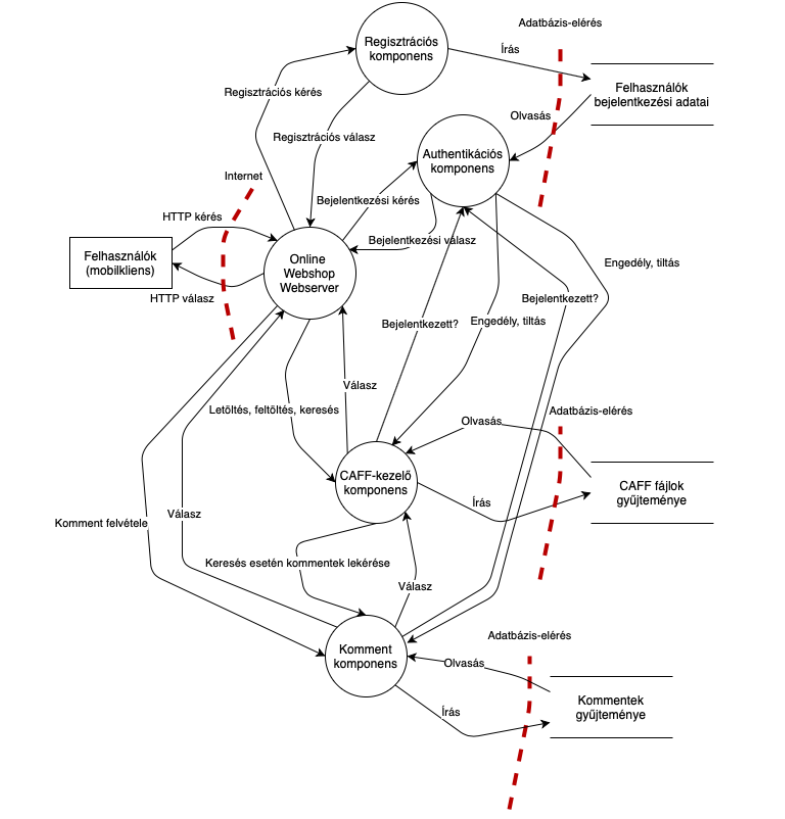 Adatbázis-elérés
Regisztrációs
komponens
Írás
Felhasználók
bejelentkezési adatai
Regisztrációs kérés
Olvasás
Regisztrációs válasz
Authentikációs
komponens
Internet
Bejelentkezési kérés
HTTP kérés
Bejelentkezési válasz
Felhasználók
(mobilkliens)
Online
Webshop
Webserver
Engedély, tiltás
HTTP válasz
Bejelentkezett?
Bejelentkezett?
Engedély, tiltás
Válasz
Letöltés, feltöltés, keresés
Adatbázis-elérés
Olvasás
CAFF-kezelő
komponens
CAFF fájlok
gyűjteménye
Írás
Komment felvétele
Válasz
Keresés esetén kommentek lekérése
Válasz
Adatbázis-elérés
Komment
komponens
Olvasás
Kommentek
gyűjteménye
Írás